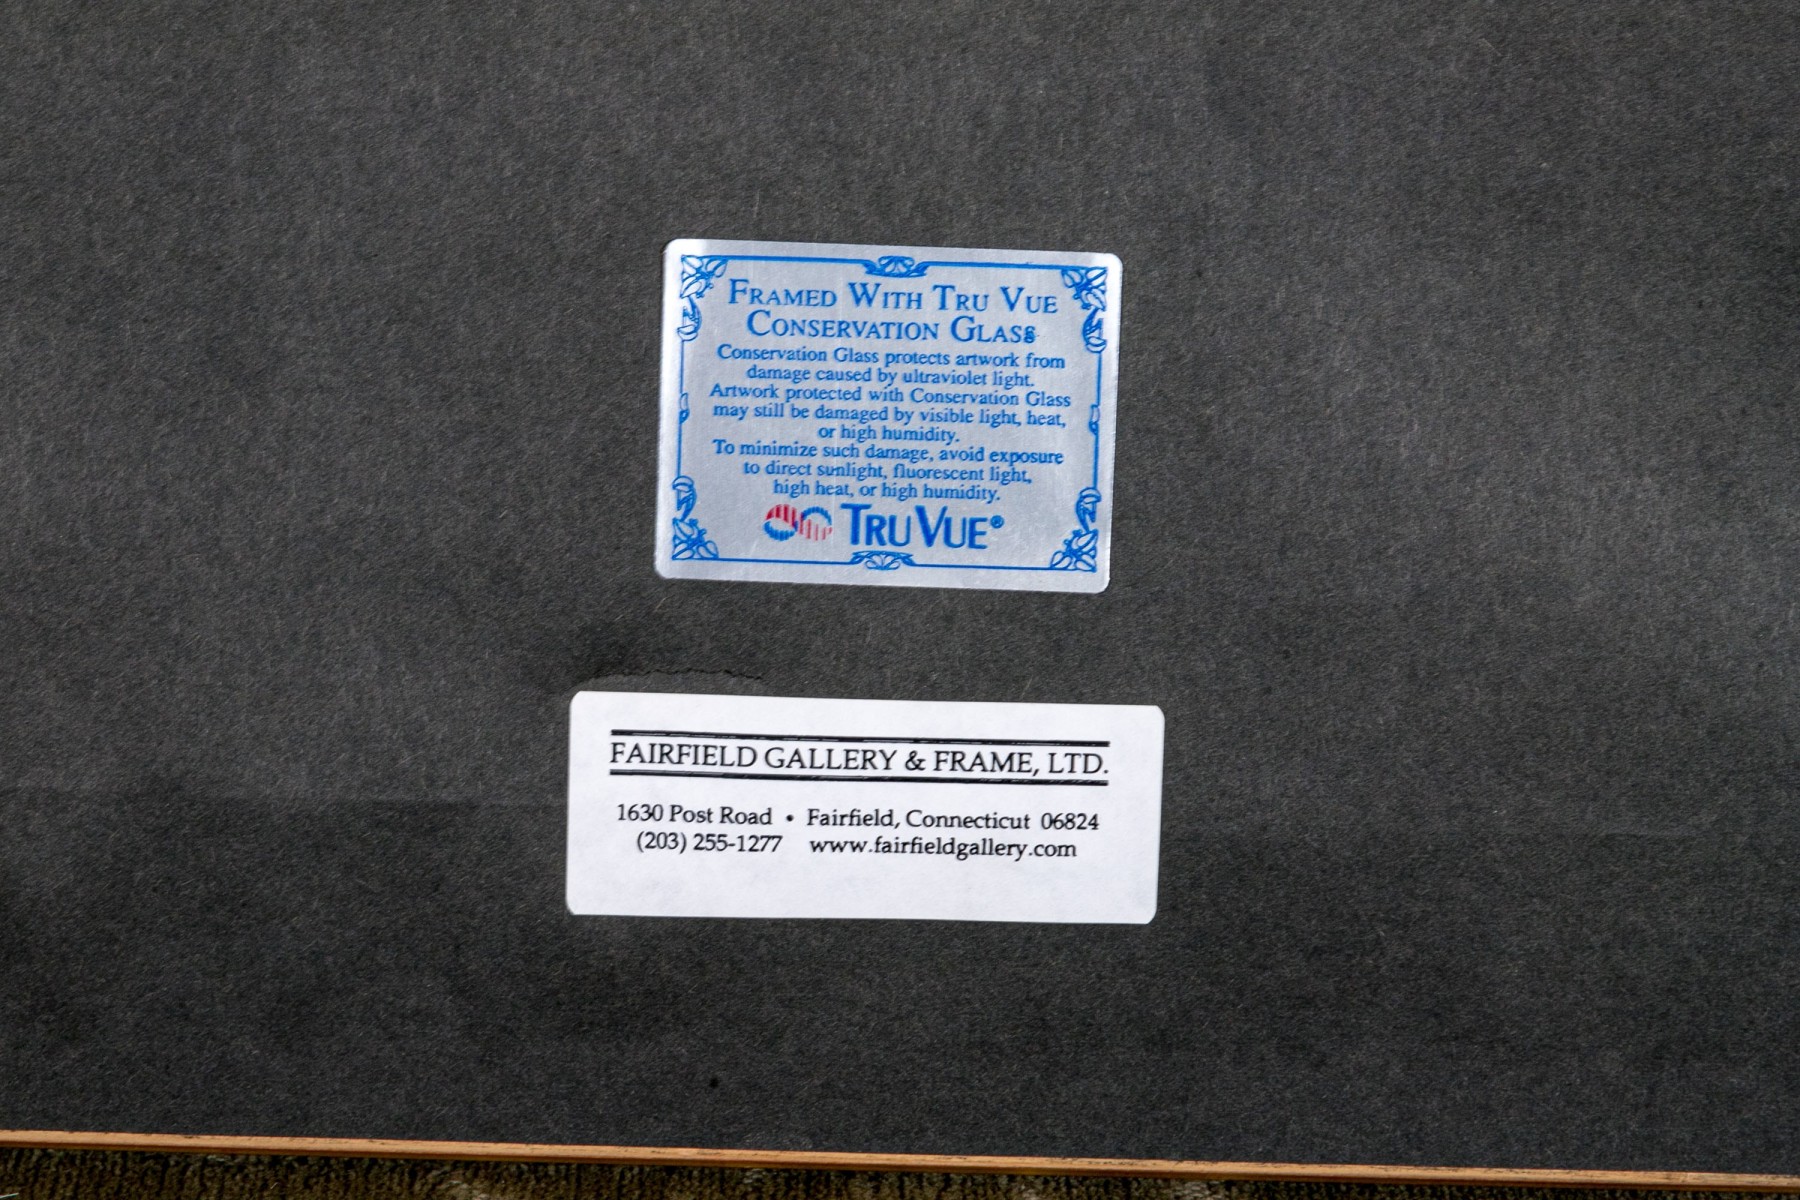 FRAMED WITH TRU VUE
CONSERVATION GLASS
Conservation Glass protects artwork from
damage caused by ultraviolet light.
Artwork protected with Conservation Glass
may still be damaged by visible light, heat,
or high humidity.
To minimize such damage, avoid exposure
to direct sunlight, fluorescent light,
high heat, or high humidity.
TRU VUE®
FAIRFIELD GALLERY & FRAME, LTD.
1630 Post Road • Fairfield, Connecticut 06824
(203) 255-1277 www.fairfieldgallery.com